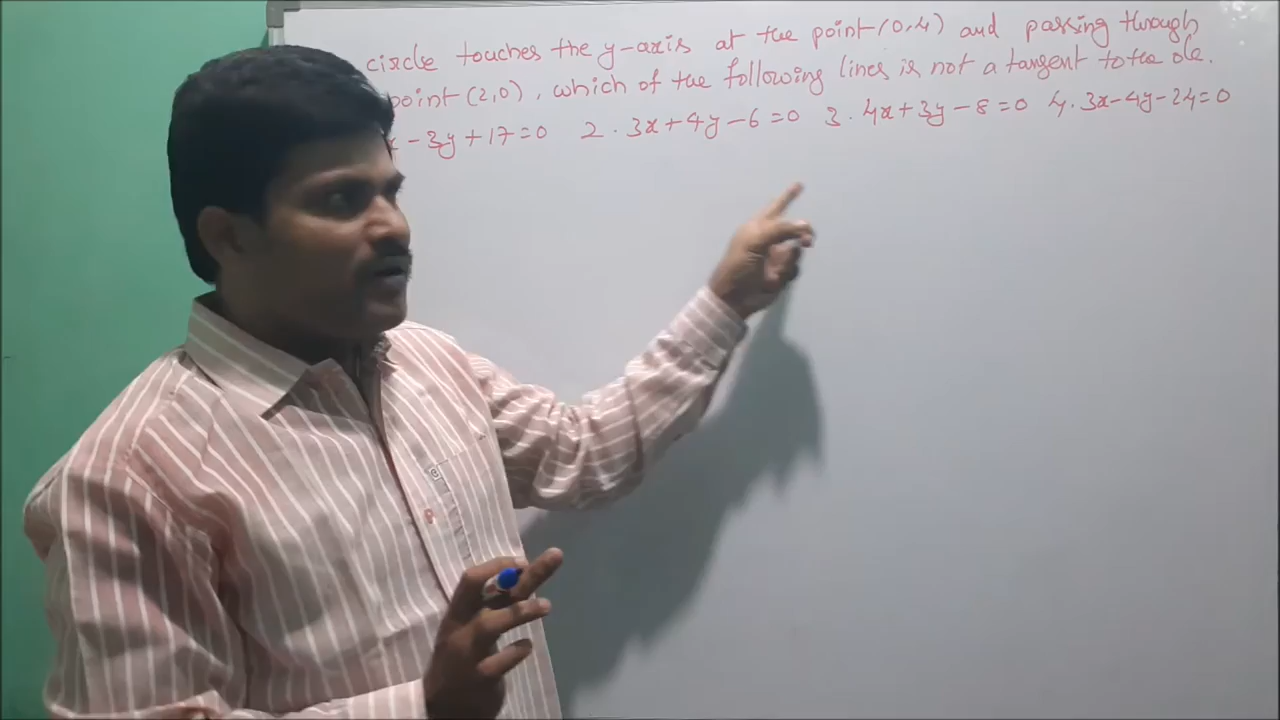 circle touches the y-axis at the point (0,4) and passing through
point (2,0), which of the following lines is not a tangent to the ⊙le.
x - 3y + 17 = 0 2. 3x + 4y - 6 = 0 3. 4x + 3y - 8 = 0 4. 3x - 4y - 24 = 0